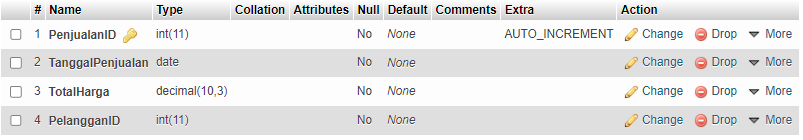 # Name Type Collation Attributes Null Default Comments Extra Action
1 PenjualanID int(11) No None AUTO_INCREMENT Change Drop More
2 TanggalPenjualan date No None Change Drop More
3 TotalHarga decimal(10,3) No None Change Drop More
4 PelangganID int(11) No None Change Drop More